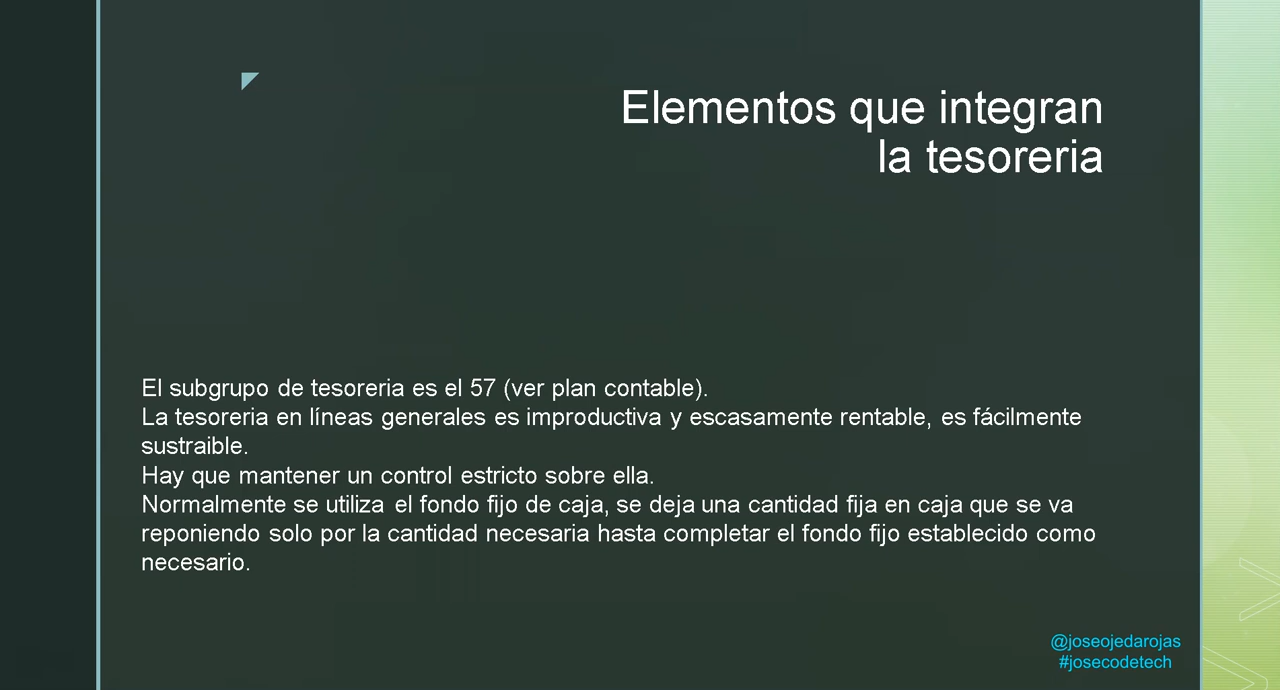 Elementos que integran
la tesoreria
El subgrupo de tesoreria es el 57 (ver plan contable).
La tesoreria en líneas generales es improductiva y escasamente rentable, es fácilmente
sustraible.
Hay que mantener un control estricto sobre ella.
Normalmente se utiliza el fondo fijo de caja, se deja una cantidad fija en caja que se va
reponiendo solo por la cantidad necesaria hasta completar el fondo fijo establecido como
necesario.
@joseojedarojas
#josecodetech